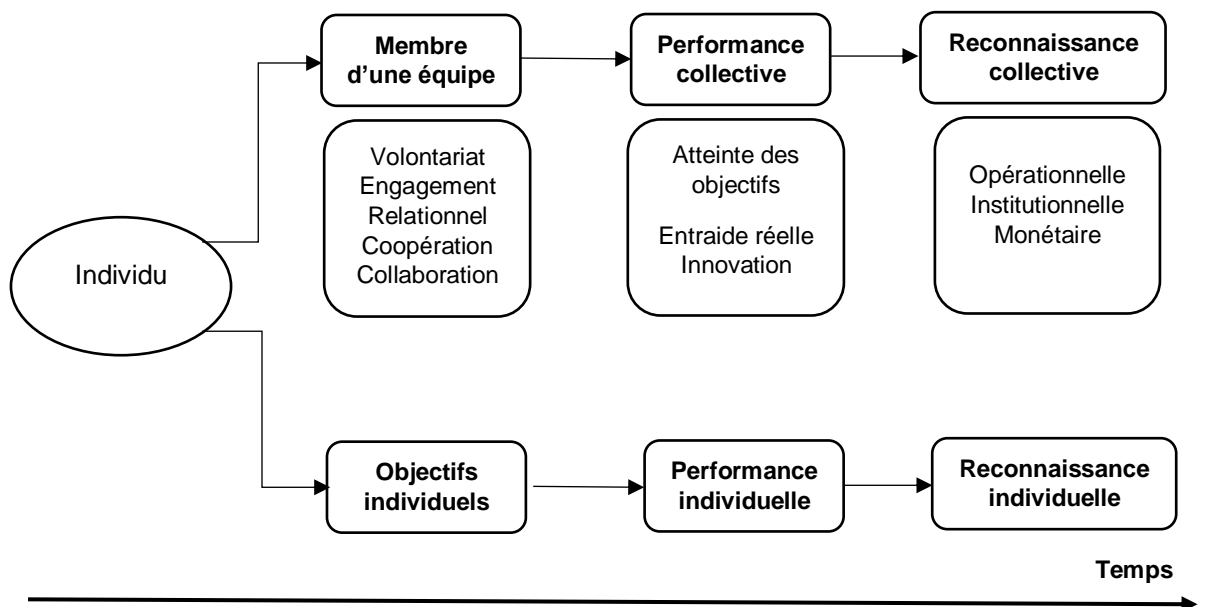 Membre
d'une équipe
Performance
collective
Reconnaissance
collective
Volontariat
Engagement
Relationnel
Coopération
Collaboration
Atteinte des
objectifs
Entraide réelle
Innovation
Opérationnelle
Institutionnelle
Monétaire
Individu
Objectifs
individuels
Performance
individuelle
Reconnaissance
individuelle
Temps